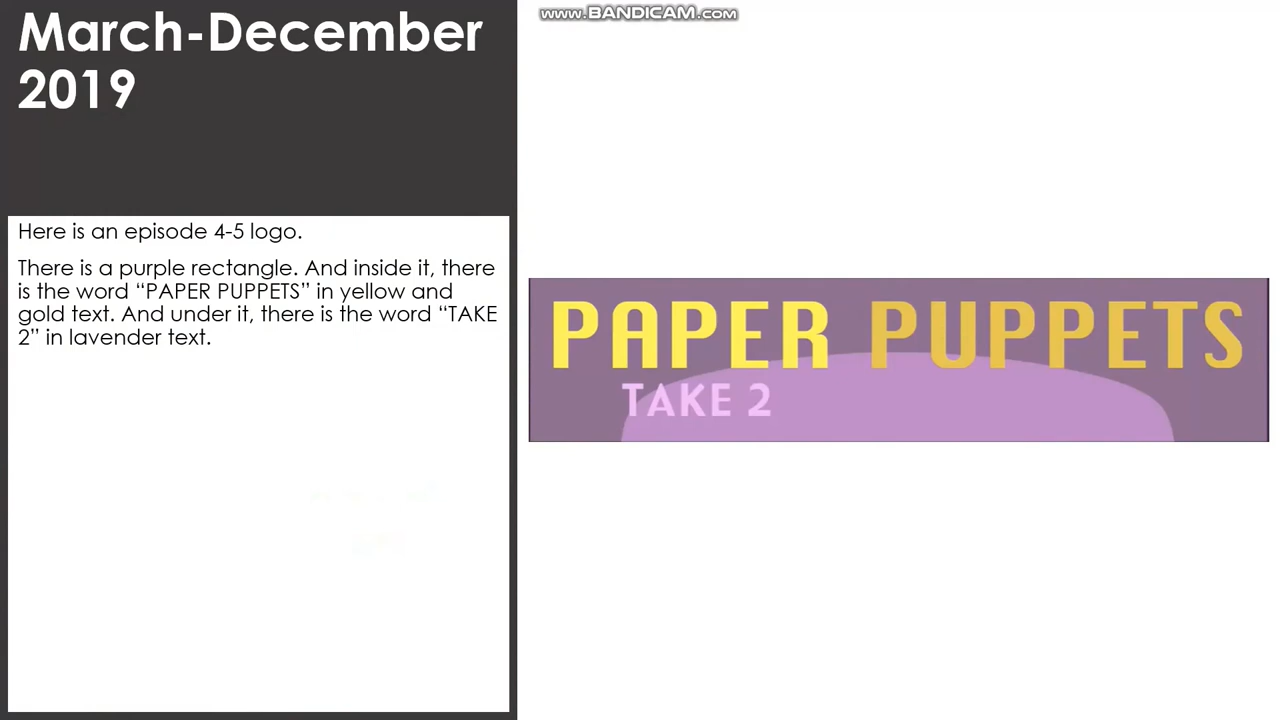 March-December
2019
www.BANDICAM.com
Here is an episode 4-5 logo.
There is a purple rectangle. And inside it, there
is the word “PAPER PUPPETS” in yellow and
gold text. And under it, there is the word “TAKE
2” in lavender text.
PAPER PUPPETS
TAKE 2